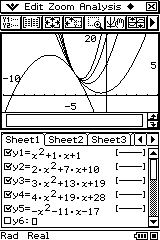 Edit Zoom Analysis
20
-10
5
-5
Sheet1 Sheet2 Sheet3
y1=x²+1·x+1
y2=2·x²+7·x+10
y3=3·x²+13·x+19
y4=4·x²+19·x+28
y5=-x²-11·x-17
y6:
Rad Real